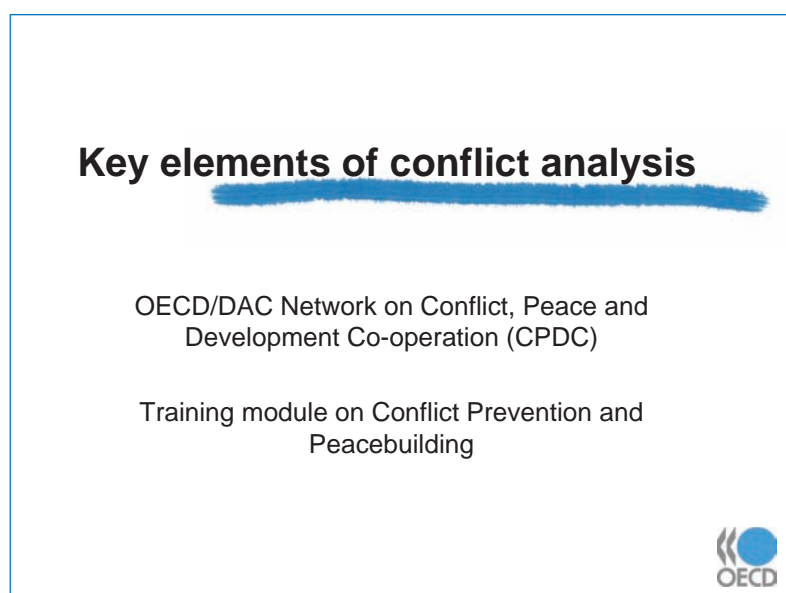 Key elements of conflict analysis
OECD/DAC Network on Conflict, Peace and
Development Co-operation (CPDC)
Training module on Conflict Prevention and
Peacebuilding
OECD